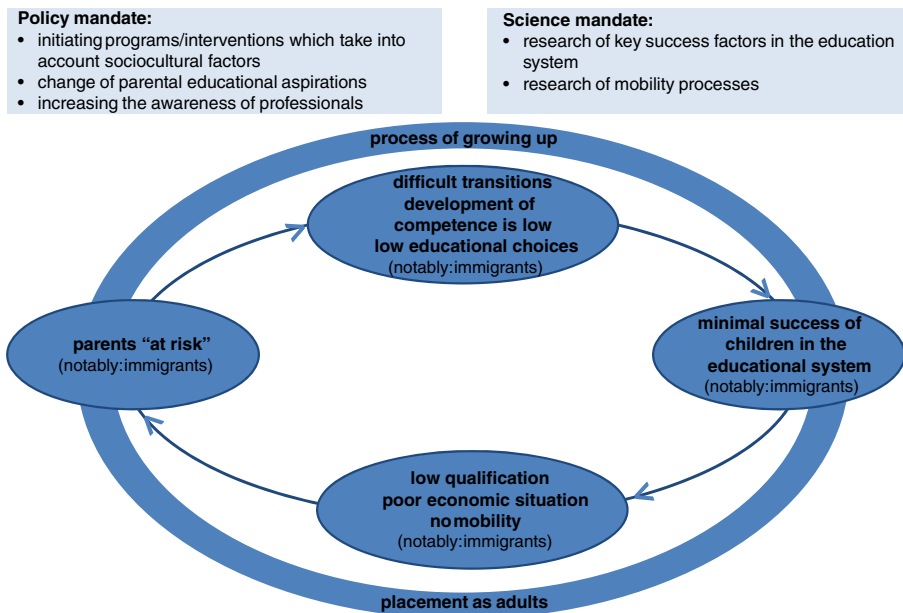 Policy mandate:
• initiating programs/interventions which take into
account sociocultural factors
• change of parental educational aspirations
• increasing the awareness of professionals
Science mandate:
• research of key success factors in the education
system
• research of mobility processes
process of growing up
difficult transitions
development of
competence is low
low educational choices
(notably:immigrants)
parents “at risk”
(notably:immigrants)
minimal success of
children in the
educational system
(notably:immigrants)
low qualification
poor economic situation
no mobility
(notably:immigrants)
placement as adults